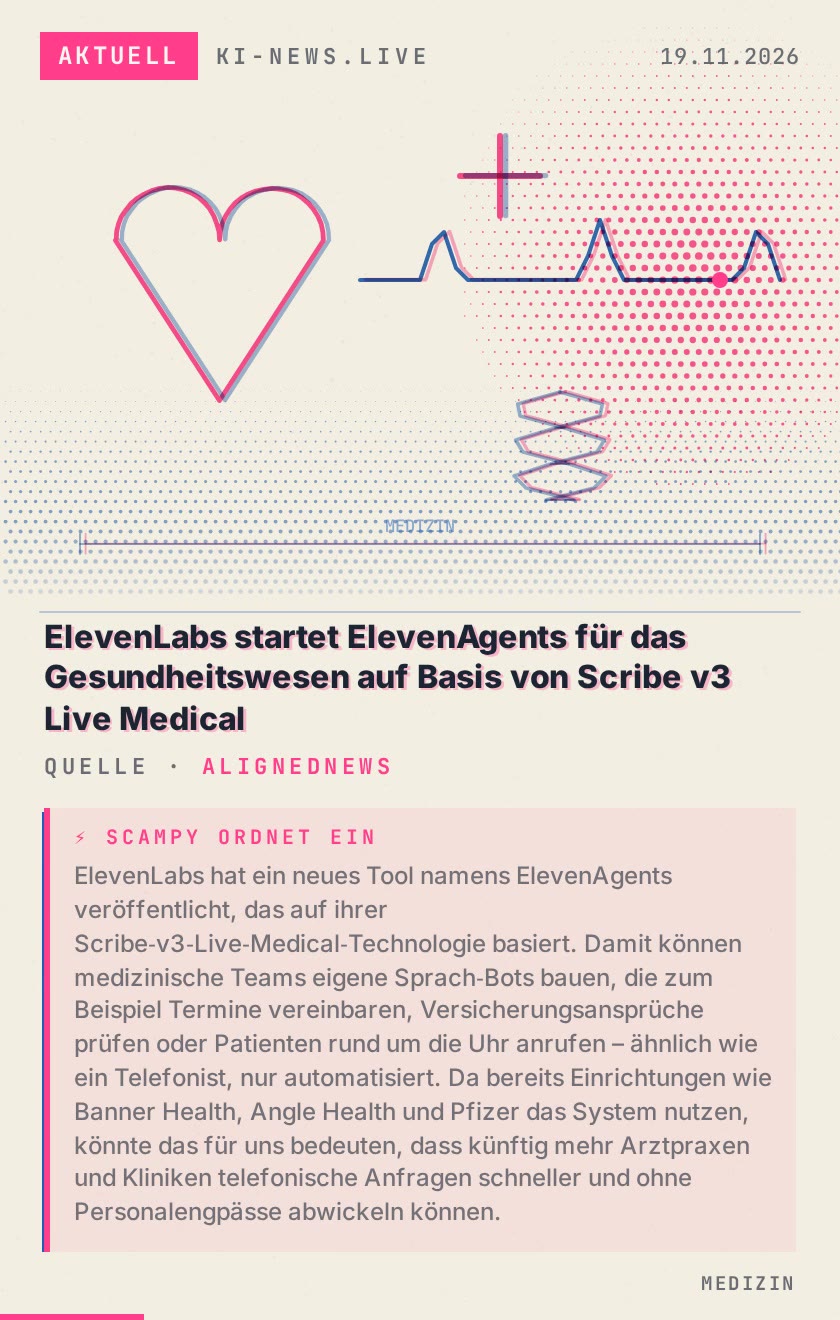 AKTUELL KI-NEWS.LIVE 19.11.2026
MEDIZIN
ElevenLabs startet ElevenAgents für das
Gesundheitswesen auf Basis von Scribe v3
Live Medical
QUELLE · ALIGNEDNEWS
⚡ SCAMPY ORDNET EIN
ElevenLabs hat ein neues Tool namens ElevenAgents
veröffentlicht, das auf ihrer
Scribe-v3-Live-Medical-Technologie basiert. Damit können
medizinische Teams eigene Sprach-Bots bauen, die zum
Beispiel Termine vereinbaren, Versicherungsansprüche
prüfen oder Patienten rund um die Uhr anrufen – ähnlich wie
ein Telefonist, nur automatisiert. Da bereits Einrichtungen wie
Banner Health, Angle Health und Pfizer das System nutzen,
könnte das für uns bedeuten, dass künftig mehr Arztpraxen
und Kliniken telefonische Anfragen schneller und ohne
Personalengpässe abwickeln können.
MEDIZIN